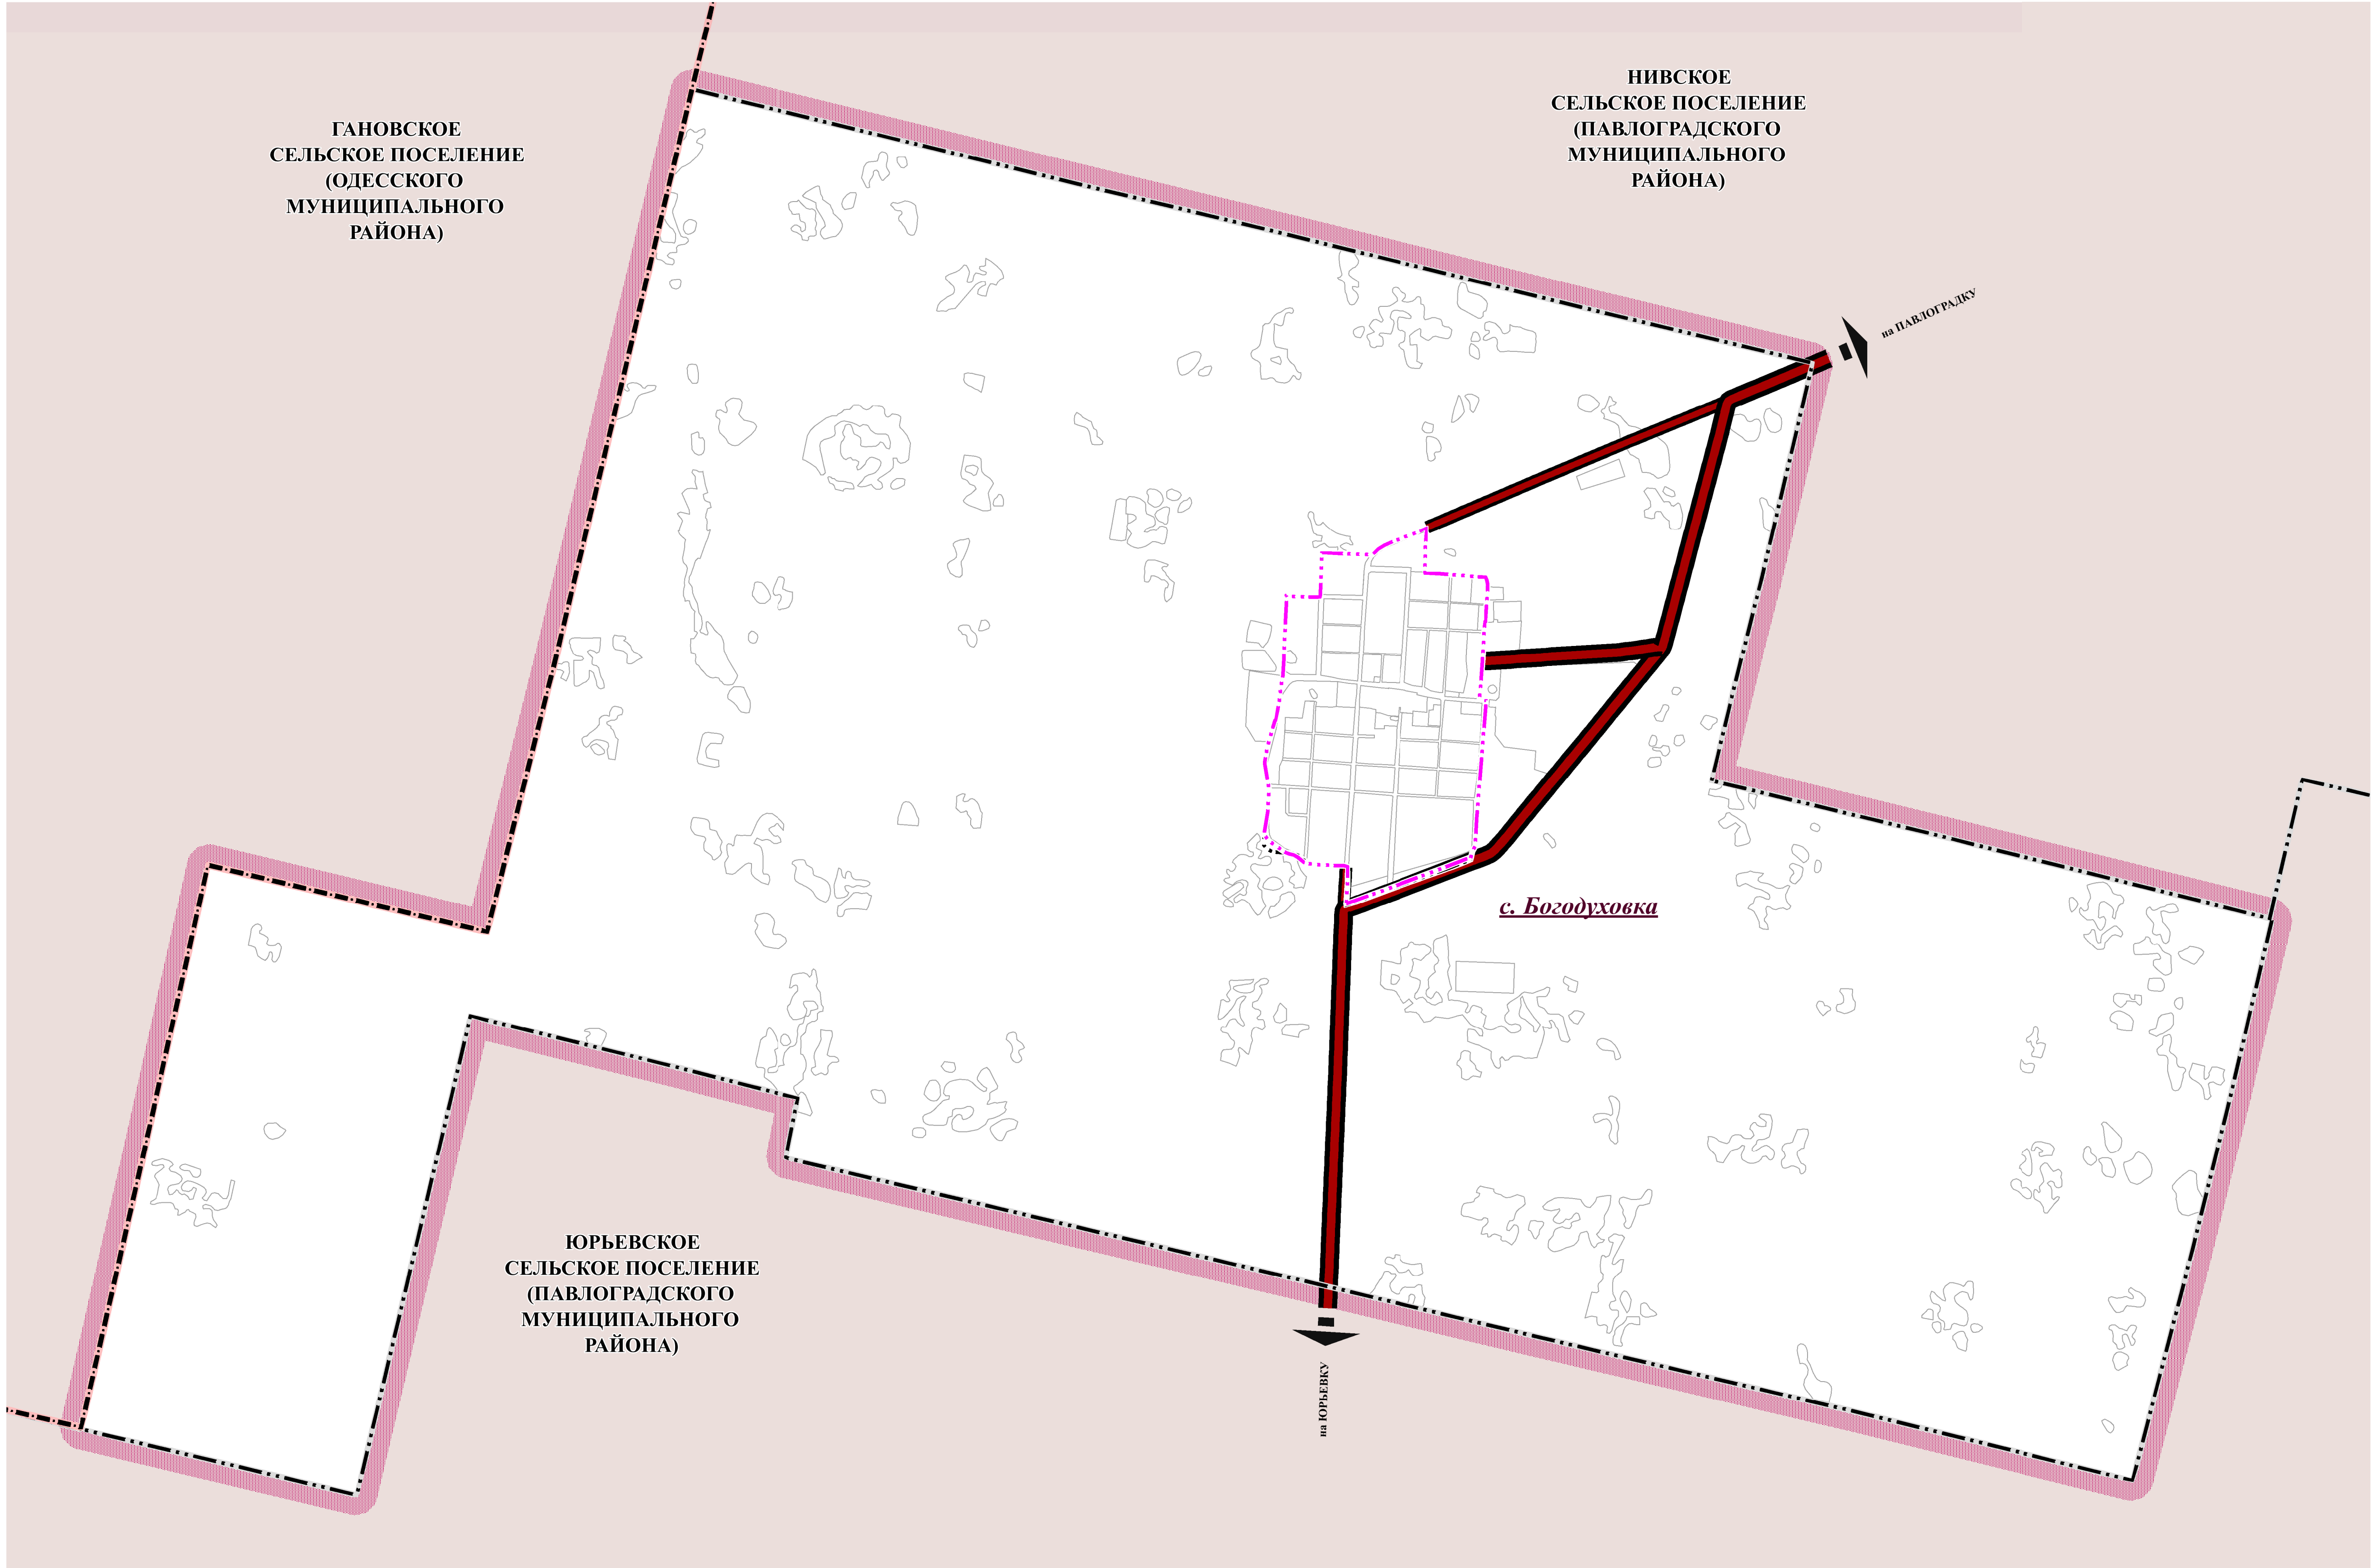 НИВСКОЕ
СЕЛЬСКОЕ ПОСЕЛЕНИЕ
(ПАВЛОГРАДСКОГО
МУНИЦИПАЛЬНОГО
РАЙОНА)
ГАНОВСКОЕ
СЕЛЬСКОЕ ПОСЕЛЕНИЕ
(ОДЕССКОГО
МУНИЦИПАЛЬНОГО
РАЙОНА)
на ПАВЛОГРАДКУ
с. Богодуховка
ЮРЬЕВСКОЕ
СЕЛЬСКОЕ ПОСЕЛЕНИЕ
(ПАВЛОГРАДСКОГО
МУНИЦИПАЛЬНОГО
РАЙОНА)
на ЮРЬЕВКУ